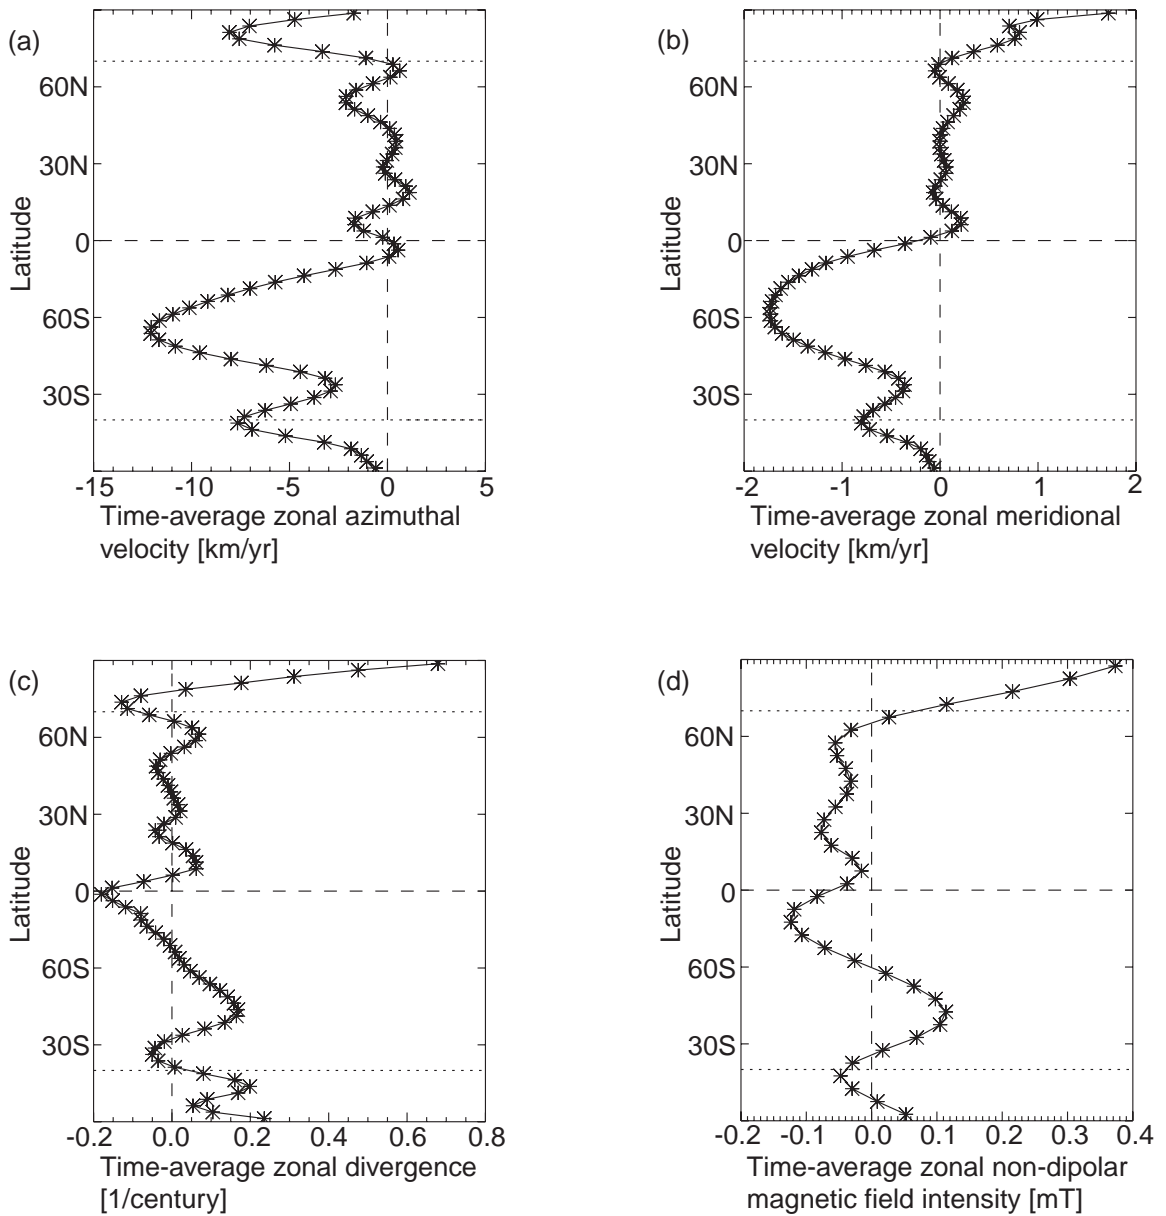 (a)
60N
30N
0
60S
30S
Latitude
-15 -10 -5 0 5
Time-average zonal azimuthal
velocity [km/yr]
(b)
60N
30N
0
60S
30S
Latitude
-2 -1 0 1 2
Time-average zonal meridional
velocity [km/yr]
(c)
60N
30N
0
60S
30S
Latitude
-0.2 0.0 0.2 0.4 0.6 0.8
Time-average zonal divergence
[1/century]
(d)
60N
30N
0
60S
30S
Latitude
-0.2 -0.1 0.0 0.1 0.2 0.3 0.4
Time-average zonal non-dipolar
magnetic field intensity [mT]